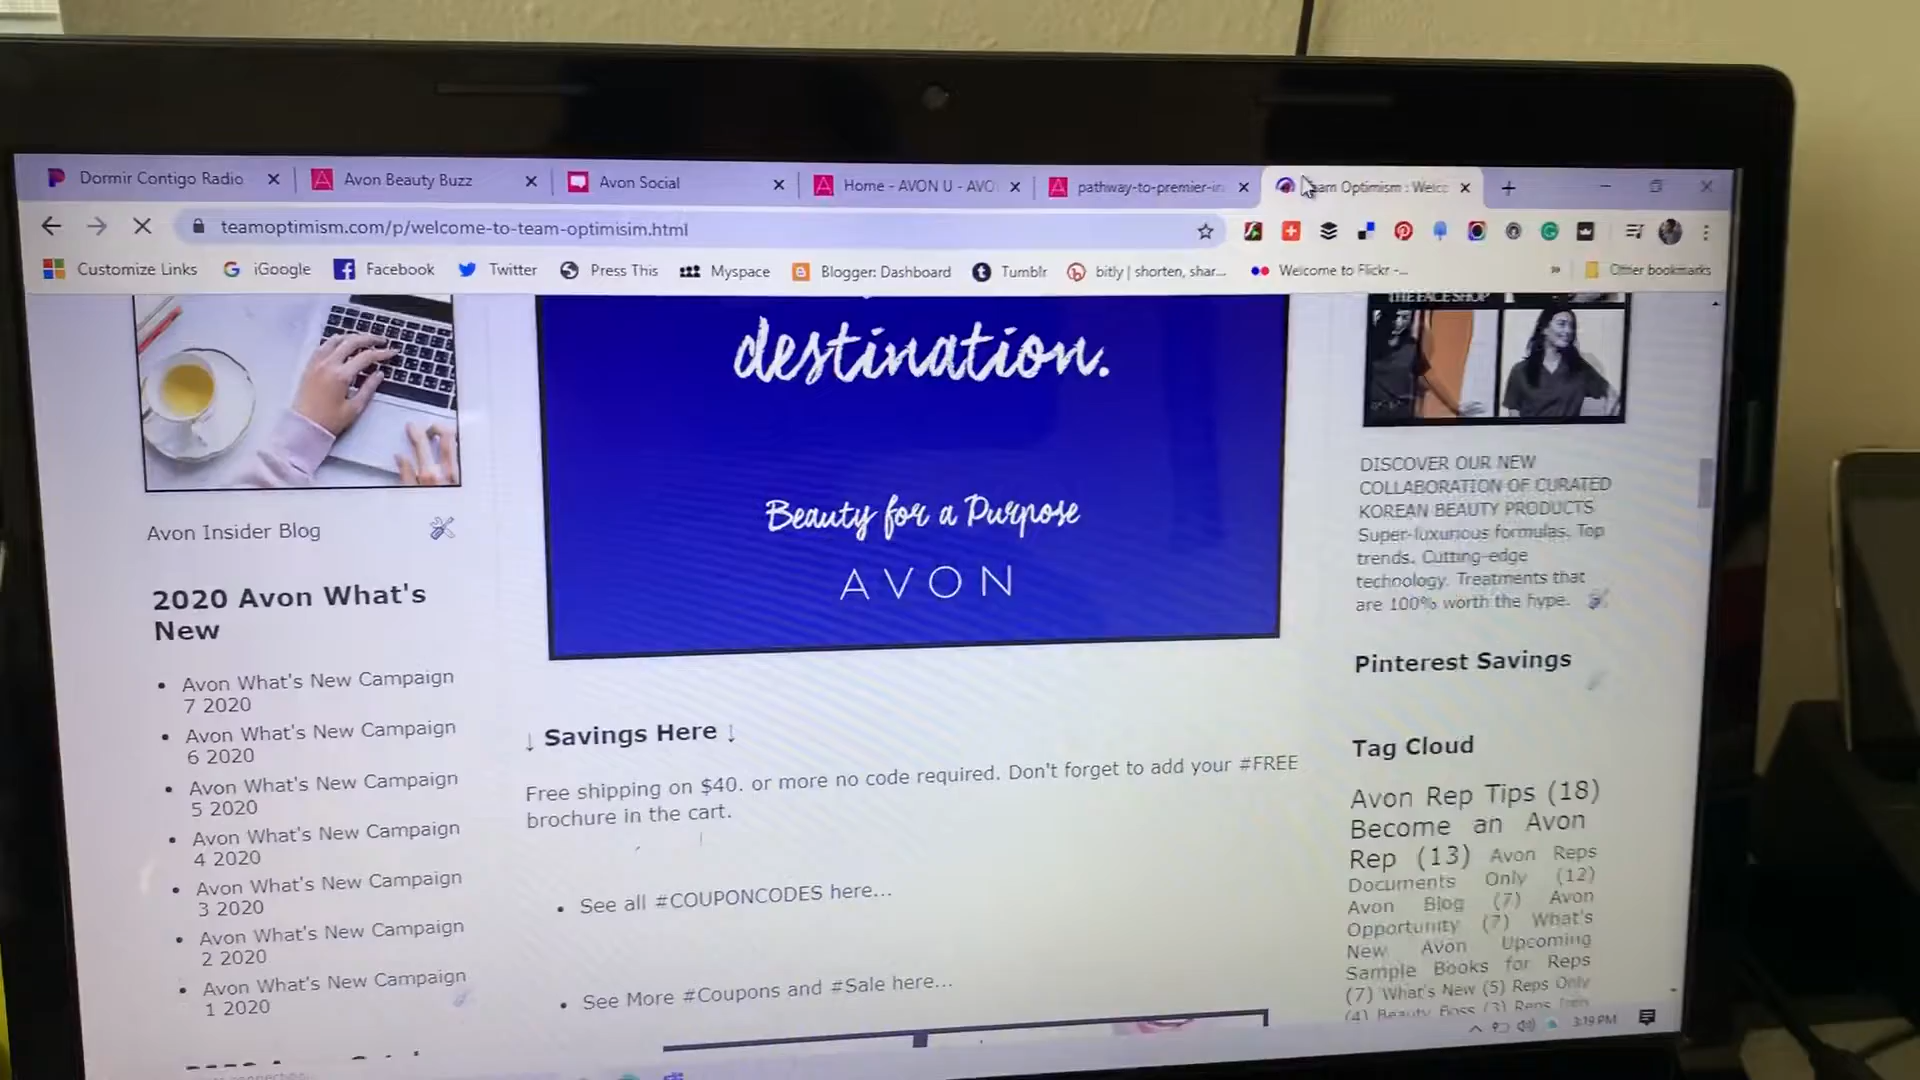 Dormir Contigo Radio
Avon Beauty Buzz
Avon Social
Home - AVON U - AVO
pathway-to-premier-in
eam Optimism : Welc
teamoptimism.com/p/welcome-to-team-optimisim.html
Customize Links
iGoogle
Facebook
Twitter
Press This
Myspace
Blogger: Dashboard
Tumblr
bitly | shorten, shar...
Welcome to Flickr -...
»
Other bookmarks
Avon Insider Blog
2020 Avon What's
New
• Avon What's New Campaign
7 2020
• Avon What's New Campaign
6 2020
• Avon What's New Campaign
5 2020
• Avon What's New Campaign
4 2020
• Avon What's New Campaign
3 2020
• Avon What's New Campaign
2 2020
• Avon What's New Campaign
1 2020
destination.
Beauty for a Purpose
AVON
↓ Savings Here ↓
Free shipping on $40. or more no code required. Don't forget to add your #FREE
brochure in the cart.
• See all #COUPONCODES here...
• See More #Coupons and #Sale here...
THE FACE SHOP
DISCOVER OUR NEW
COLLABORATION OF CURATED
KOREAN BEAUTY PRODUCTS
Super-luxurious formulas. Top
trends. Cutting-edge
technology. Treatments that
are 100% worth the hype.
Pinterest Savings
Tag Cloud
Avon Rep Tips (18)
Become an Avon
Rep (13) Avon Reps
Documents Only (12)
Avon Blog (7) Avon
Opportunity (7) What's
New Avon Upcoming
Sample Books for Reps
(7) What's New (5) Reps Only
(4) Beauty Boss (3) Reps
3:19 PM